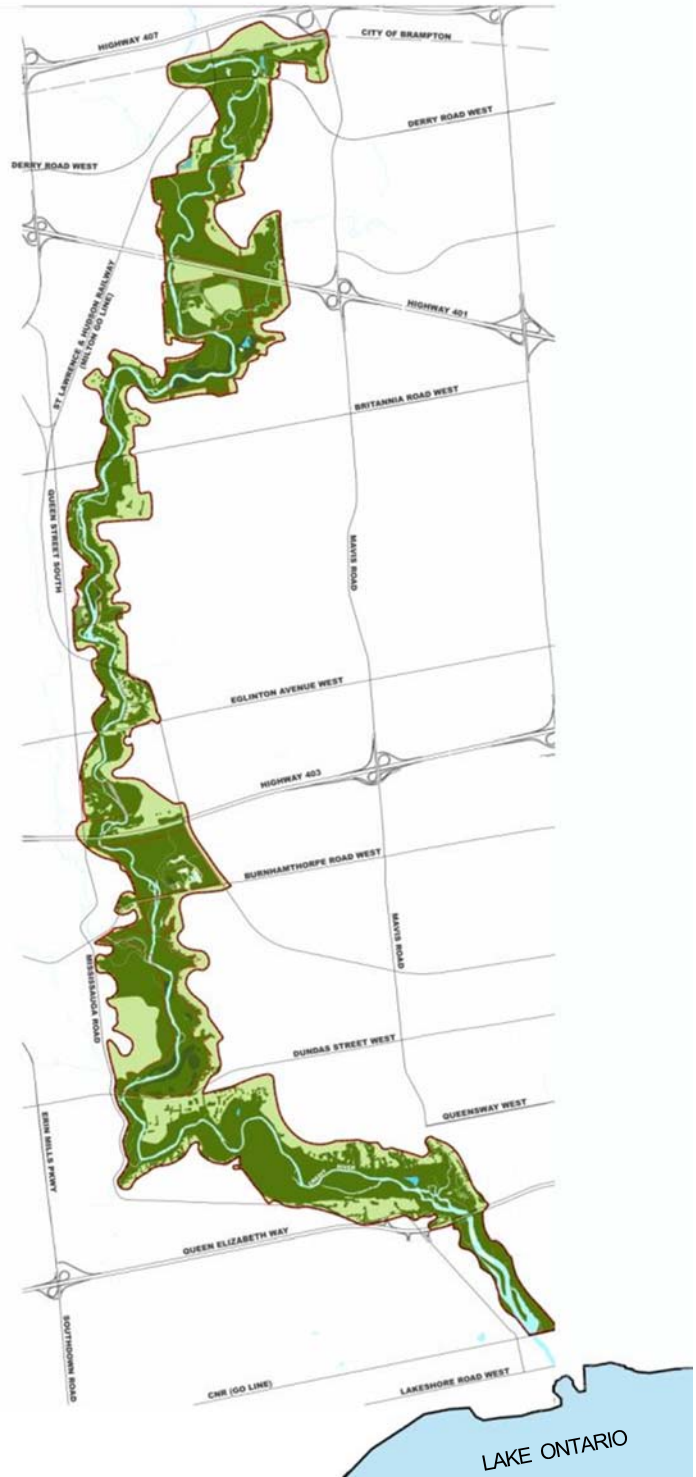 HIGHWAY 407
CITY OF BRAMPTON
DERRY ROAD WEST
DERRY ROAD WEST
ST LAWRENCE & HUDSON RAILWAY
(MILTON GO LINE)
HIGHWAY 401
BRITANNIA ROAD WEST
QUEEN STREET SOUTH
MAVIS ROAD
EGLINTON AVENUE WEST
HIGHWAY 403
BURNHAMTHORPE ROAD WEST
MAVIS ROAD
MISSISSAUGA ROAD
DUNDAS STREET WEST
QUEENSWAY WEST
ERIN MILLS PKWY
RIVER
QUEEN ELIZABETH WAY
SOUTHDOWN ROAD
CNR (GO LINE)
LAKESHORE ROAD WEST
LAKE ONTARIO